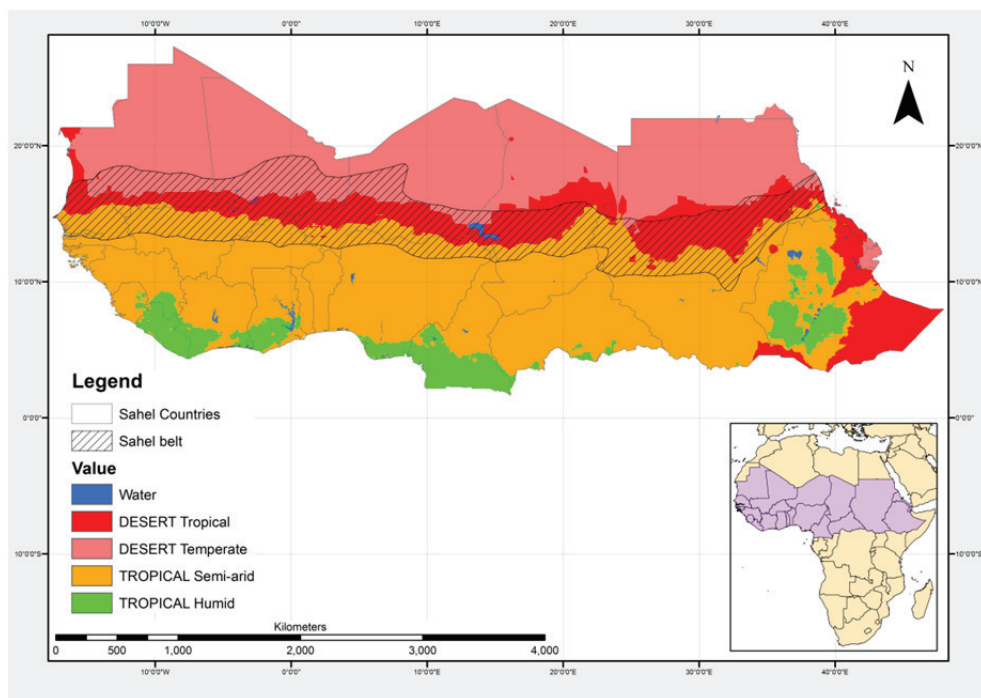 10°0'0"W 0°0'0" 10°0'0"E 20°0'0"E 30°0'0"E 40°0'0"E
N
20°0'0"N 20°0'0"N
10°0'0"N 10°0'0"N
0°0'0" 0°0'0"
10°0'0"S 10°0'0"S
Legend
Sahel Countries
Sahel belt
Value
Water
DESERT Tropical
DESERT Temperate
TROPICAL Semi-arid
TROPICAL Humid
Kilometers
0 500 1,000 2,000 3,000 4,000
10°0'0"W 0°0'0" 10°0'0"E 20°0'0"E 30°0'0"E 40°0'0"E